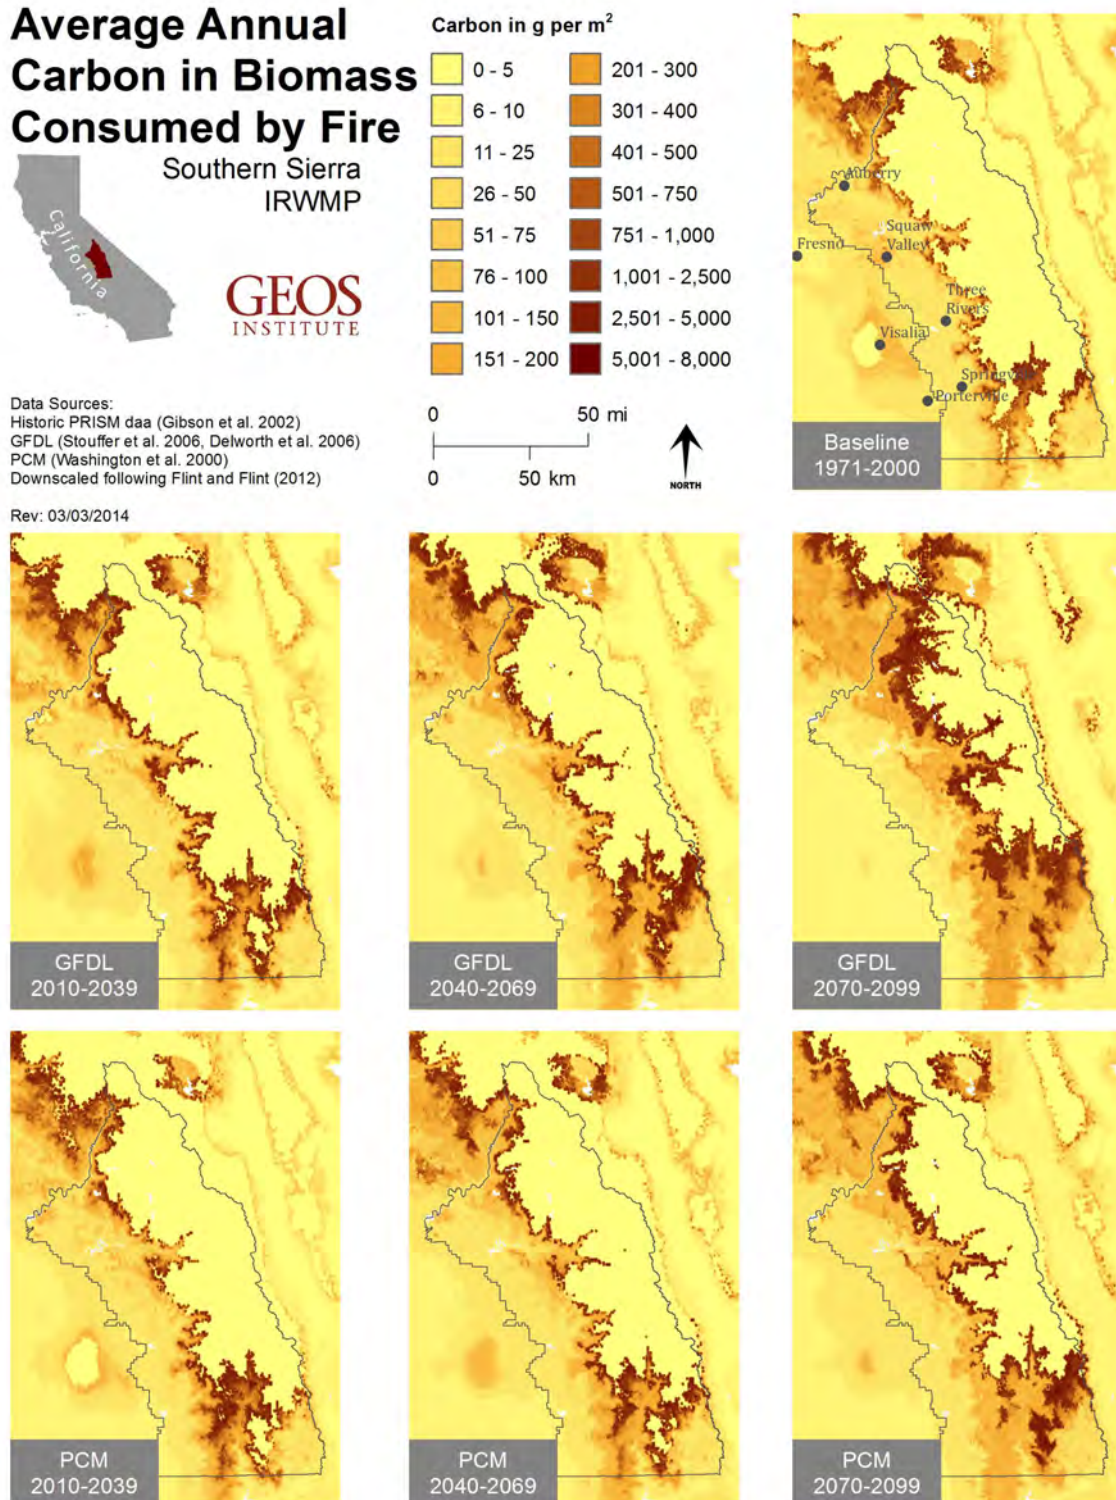 Average Annual
Carbon in Biomass
Consumed by Fire
Southern Sierra
IRWMP
California
GEOS
INSTITUTE
Data Sources:
Historic PRISM daa (Gibson et al. 2002)
GFDL (Stouffer et al. 2006, Delworth et al. 2006)
PCM (Washington et al. 2000)
Downscaled following Flint and Flint (2012)
Rev: 03/03/2014
Carbon in g per m²
0 - 5
6 - 10
11 - 25
26 - 50
51 - 75
76 - 100
101 - 150
151 - 200
201 - 300
301 - 400
401 - 500
501 - 750
751 - 1,000
1,001 - 2,500
2,501 - 5,000
5,001 - 8,000
0 50 mi
0 50 km
NORTH
Auberry
Squaw
Valley
Fresno
Three
Rivers
Visalia
Springville
Porterville
Baseline
1971-2000
GFDL
2010-2039
GFDL
2040-2069
GFDL
2070-2099
PCM
2010-2039
PCM
2040-2069
PCM
2070-2099